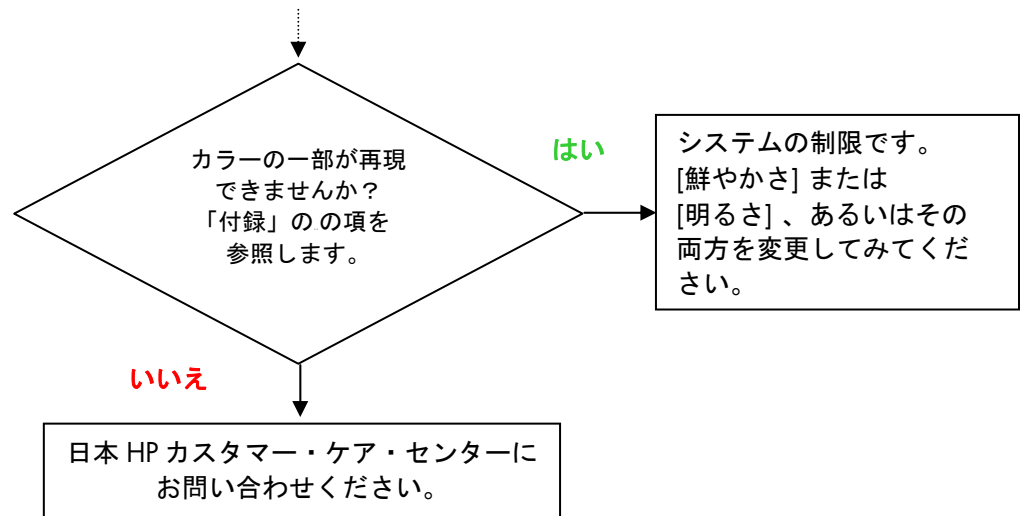 カラーの一部が再現
できませんか？
「付録」の の項を
参照します。
はい
システムの制限です。
[鮮やかさ] または
[明るさ] 、あるいはその
両方を変更してみてくだ
さい。
いいえ
日本 HP カスタマー・ケア・センターに
お問い合わせください。